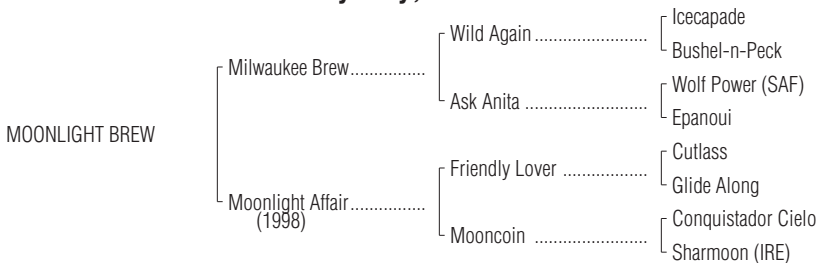 Icecapade
Wild Again ............................
Bushel-n-Peck
Milwaukee Brew..................
Wolf Power (SAF)
Ask Anita ..............................
Epanoui
MOONLIGHT BREW
Cutlass
Friendly Lover .....................
Glide Along
Moonlight Affair..................
(1998)
Conquistador Cielo
Mooncoin ............................
Sharmoon (IRE)